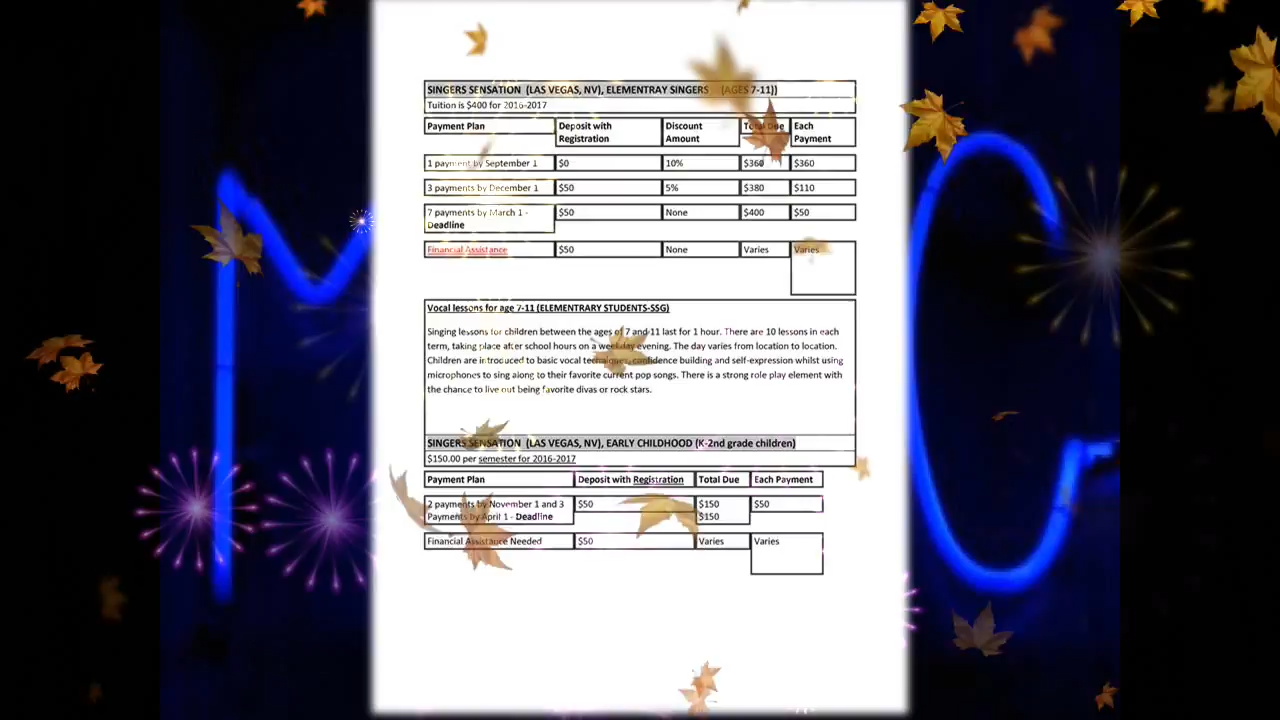 SINGERS SENSATION (LAS VEGAS, NV), ELEMENTRAY SINGERS (AGES 7-11))
Tuition is $400 for 2016-2017
Payment Plan Deposit with Registration Discount Amount Total Due Each Payment
1 payment by September 1 $0 10% $360 $360
3 payments by December 1 $50 5% $380 $110
7 payments by March 1 - Deadline $50 None $400 $50
Financial Assistance $50 None Varies Varies
Vocal lessons for age 7-11 (ELEMENTRARY STUDENTS-SSG)
Singing lessons for children between the ages of 7 and 11 last for 1 hour. There are 10 lessons in each
term, taking place after school hours on a weekday evening. The day varies from location to location.
Children are introduced to basic vocal techniques, confidence building and self-expression whilst using
microphones to sing along to their favorite current pop songs. There is a strong role play element with
the chance to live out being favorite divas or rock stars.
SINGERS SENSATION (LAS VEGAS, NV), EARLY CHILDHOOD (K-2nd grade children)
$150.00 per semester for 2016-2017
Payment Plan Deposit with Registration Total Due Each Payment
2 payments by November 1 and 3 $50 $150 $50
Payments by April 1 - Deadline $150
Financial Assistance Needed $50 Varies Varies
M
C